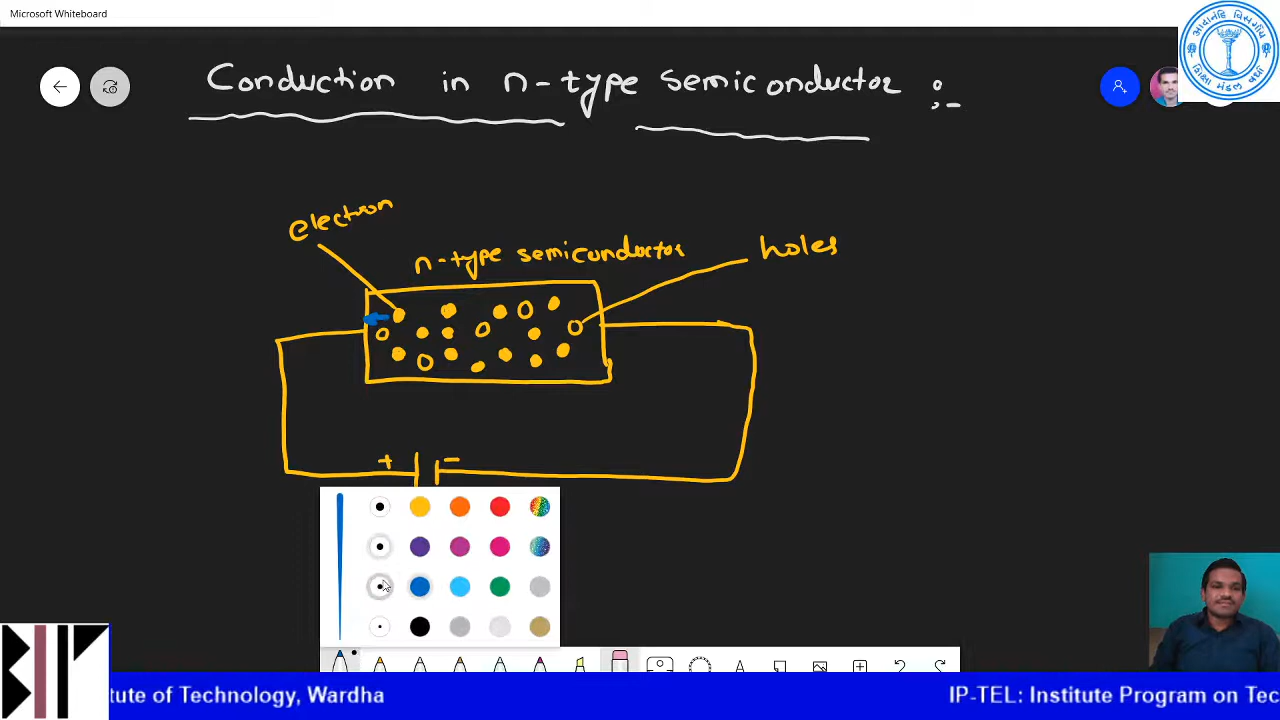 Microsoft Whiteboard
Conduction in n-type semiconductor :-
electron
n-type semiconductor
holes
+ -
tute of Technology, Wardha
IP-TEL: Institute Program on Tec